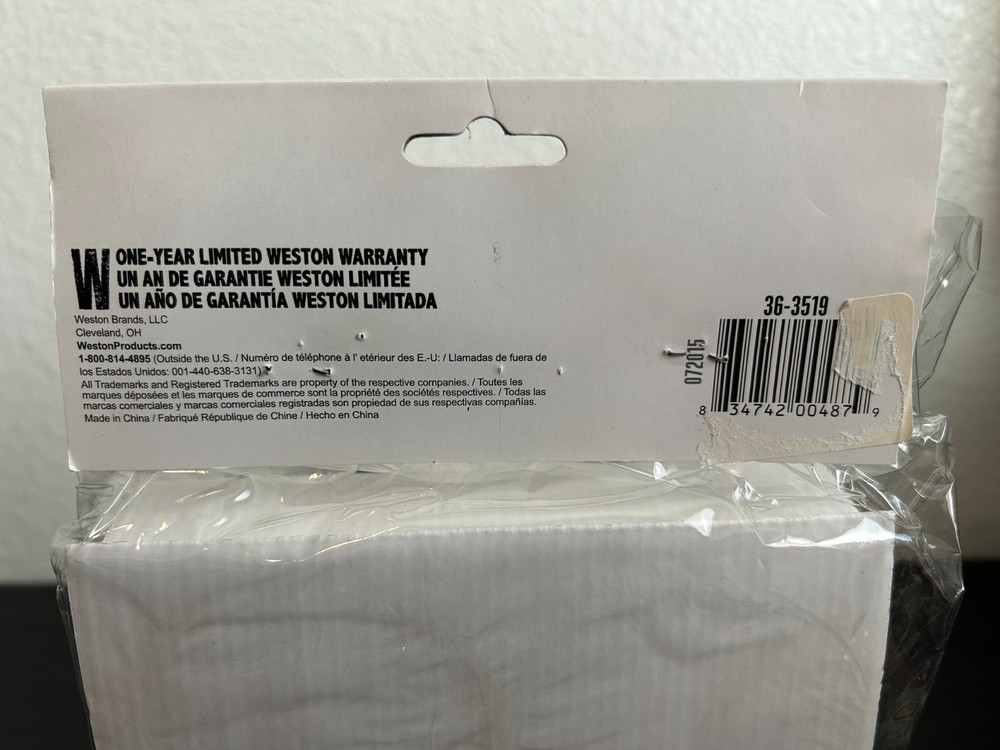 W ONE-YEAR LIMITED WESTON WARRANTY
UN AN DE GARANTIE WESTON LIMITÉE
UN AÑO DE GARANTÍA WESTON LIMITADA
Weston Brands, LLC
Cleveland, OH
WestonProducts.com
1-800-814-4895 (Outside the U.S. / Numéro de téléphone à l' etérieur des E.-U: / Llamadas de fuera de
los Estados Unidos: 001-440-638-3131)
All Trademarks and Registered Trademarks are property of the respective companies. / Toutes les
marques déposées et les marques de commerce sont la propriété des sociétés respectives. / Todas las
marcas comerciales y marcas comerciales registradas son propiedad de sus respectivas compañías.
Made in China / Fabriqué République de Chine / Hecho en China
36-3519
072015
8 34742 00487 9